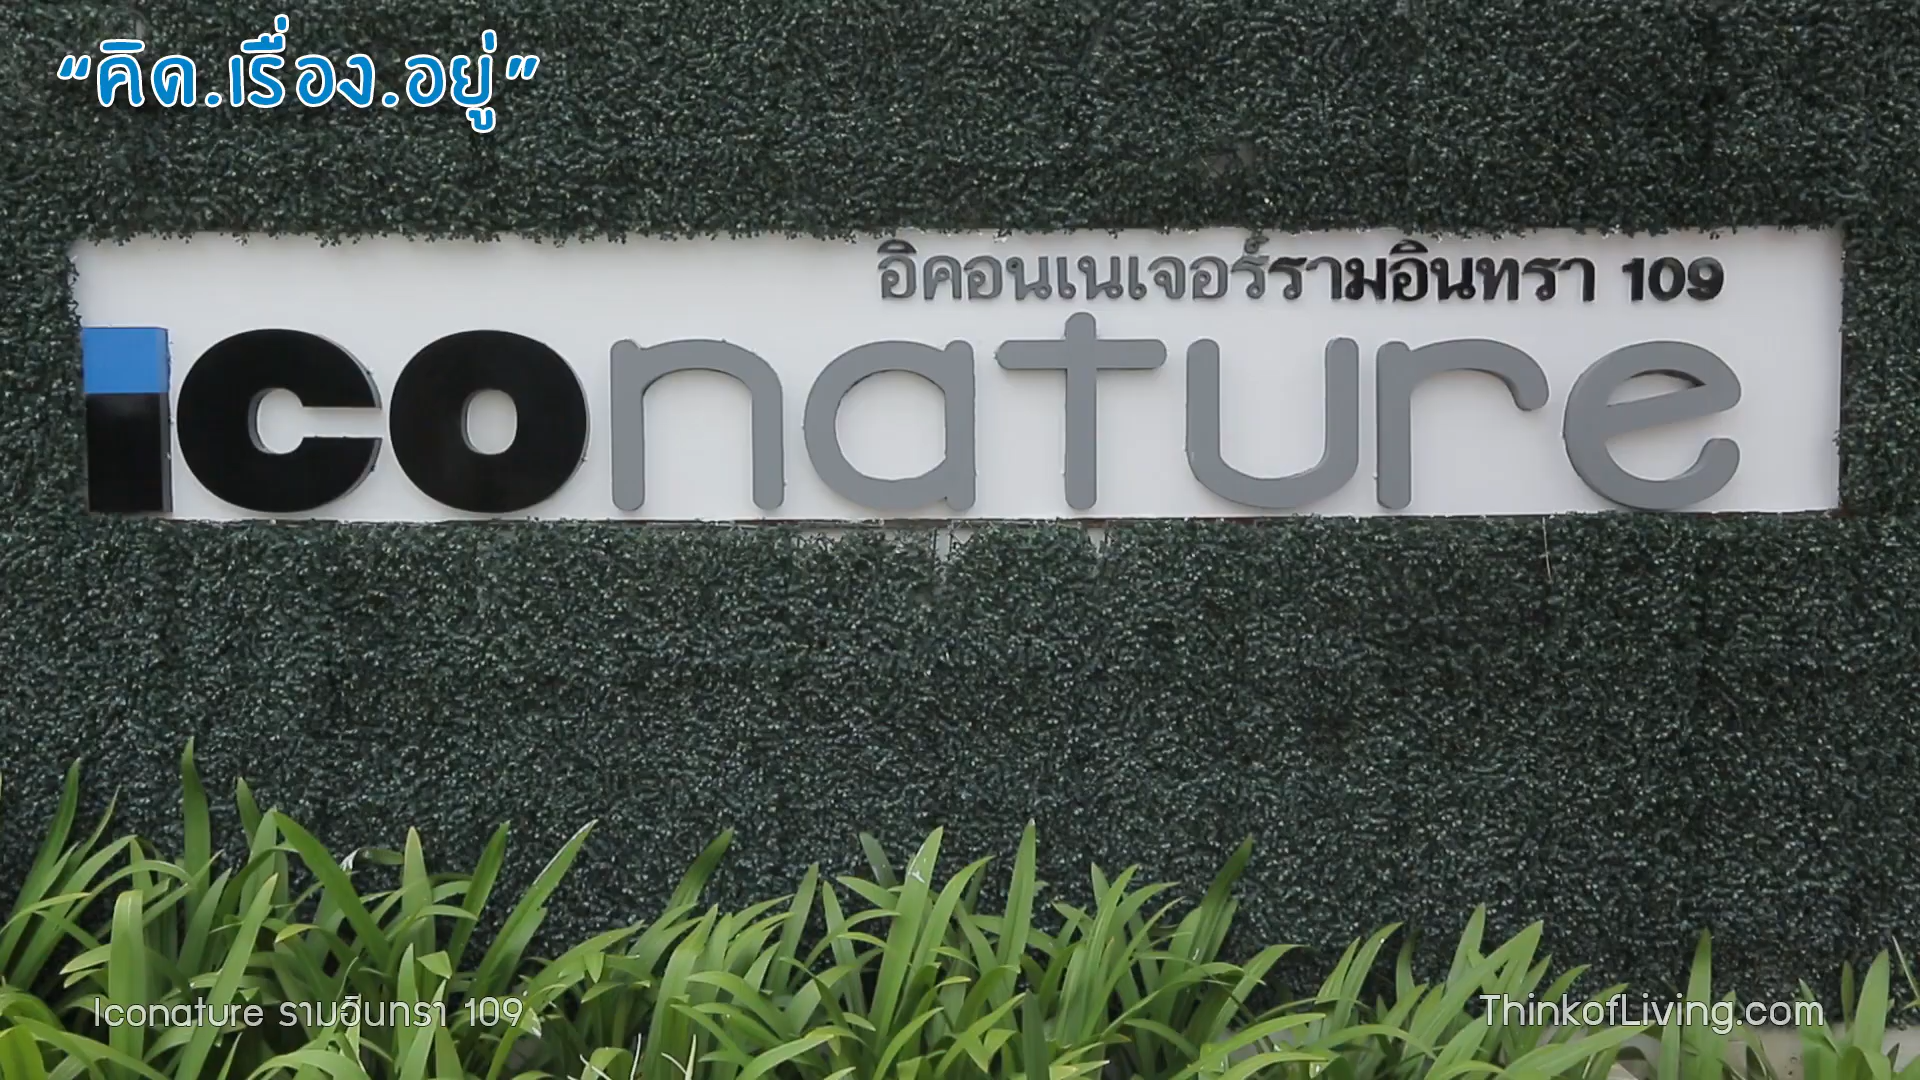 “คิด.เรื่อง.อยู่”
อิคอนเนเจอร์รามอินทรา 109
iconature
Iconature รามอินทรา 109
ThinkofLiving.com